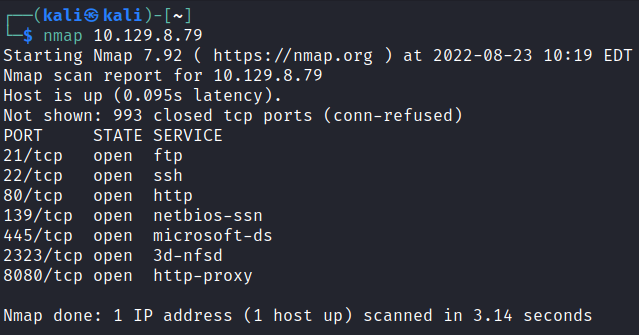 ┌──(kali㉿kali)-[~]
└─$ nmap 10.129.8.79
Starting Nmap 7.92 ( https://nmap.org ) at 2022-08-23 10:19 EDT
Nmap scan report for 10.129.8.79
Host is up (0.095s latency).
Not shown: 993 closed tcp ports (conn-refused)
PORT     STATE SERVICE
21/tcp   open  ftp
22/tcp   open  ssh
80/tcp   open  http
139/tcp  open  netbios-ssn
445/tcp  open  microsoft-ds
2323/tcp open  3d-nfsd
8080/tcp open  http-proxy
Nmap done: 1 IP address (1 host up) scanned in 3.14 seconds